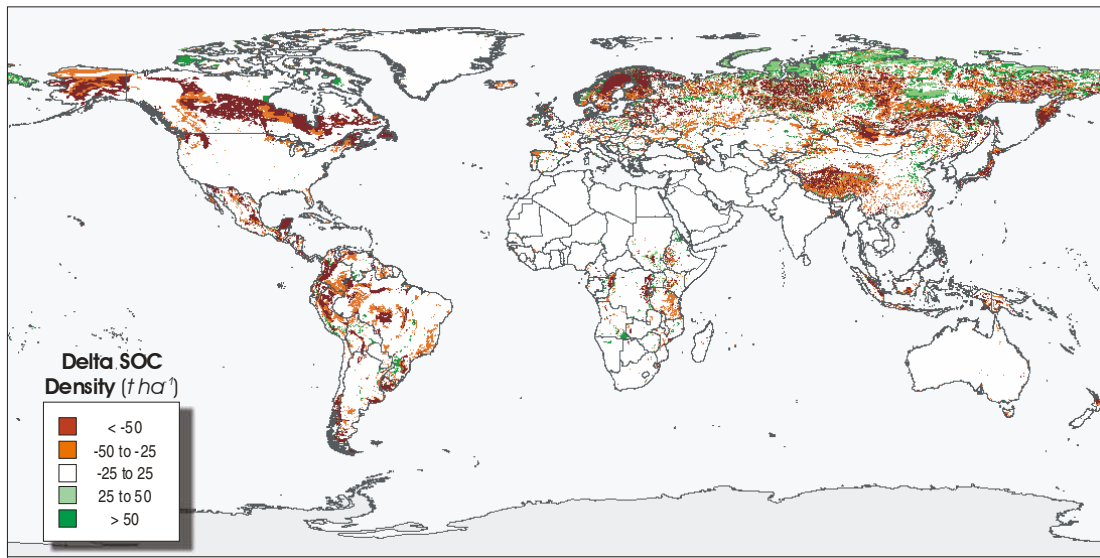 Delta SOC
Density (t ha⁻¹)
< -50
-50 to -25
-25 to 25
25 to 50
> 50